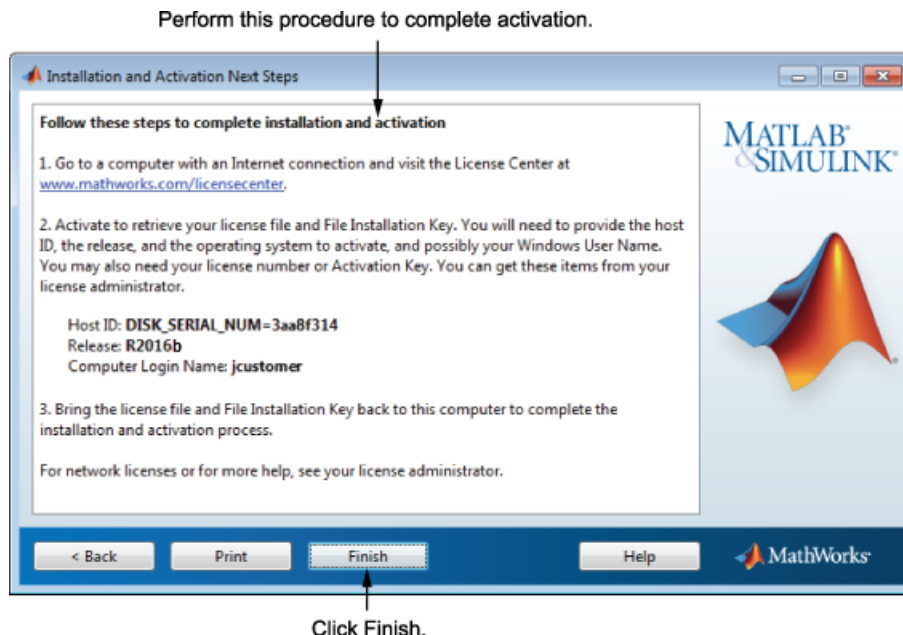 Perform this procedure to complete activation.
Installation and Activation Next Steps
Follow these steps to complete installation and activation
1. Go to a computer with an Internet connection and visit the License Center at
www.mathworks.com/licensecenter.
2. Activate to retrieve your license file and File Installation Key. You will need to provide the host
ID, the release, and the operating system to activate, and possibly your Windows User Name.
You may also need your license number or Activation Key. You can get these items from your
license administrator.
Host ID: DISK_SERIAL_NUM=3aa8f314
Release: R2016b
Computer Login Name: jcustomer
3. Bring the license file and File Installation Key back to this computer to complete the
installation and activation process.
For network licenses or for more help, see your license administrator.
MATLAB®
&SIMULINK®
< Back
Print
Finish
Help
MathWorks®
Click Finish.